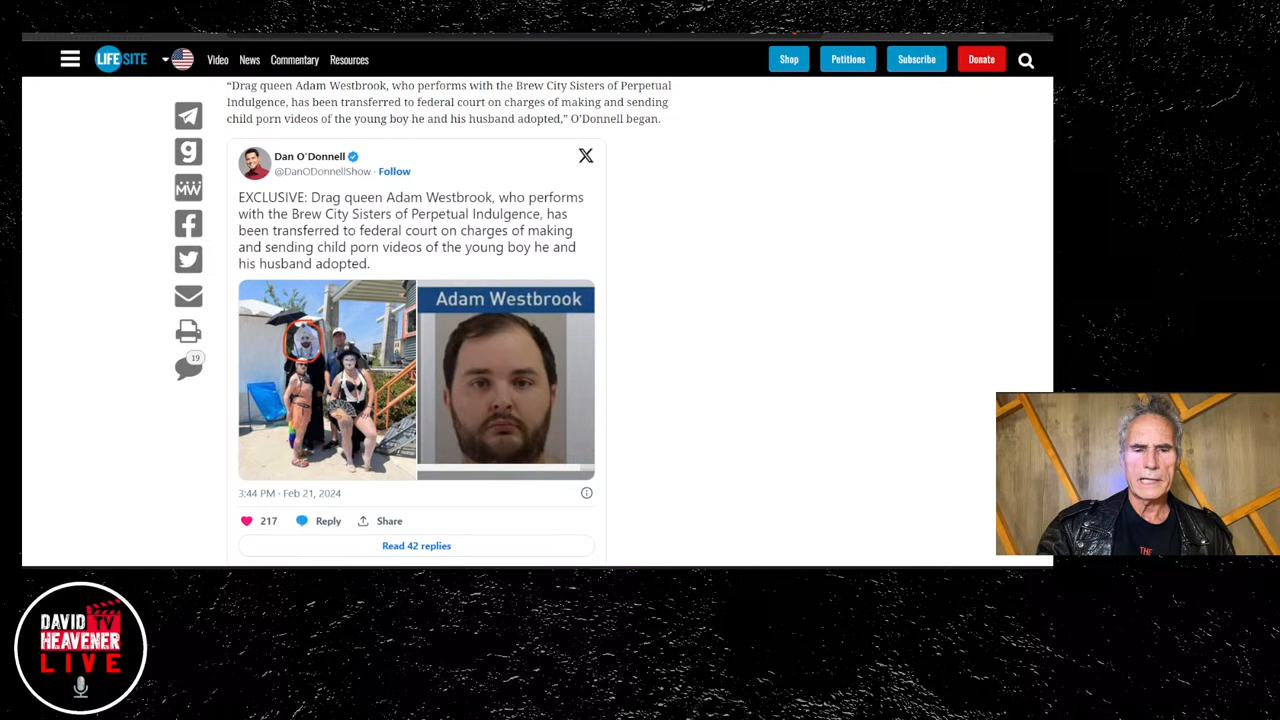 LIFE SITE
Video News Commentary Resources
Shop
Petitions
Subscribe
Donate
“Drag queen Adam Westbrook, who performs with the Brew City Sisters of Perpetual
Indulgence, has been transferred to federal court on charges of making and sending
child porn videos of the young boy he and his husband adopted,” O’Donnell began.
g
MW
19
Dan O'Donnell
@DanODonnellShow · Follow
EXCLUSIVE: Drag queen Adam Westbrook, who performs
with the Brew City Sisters of Perpetual Indulgence, has
been transferred to federal court on charges of making
and sending child porn videos of the young boy he and
his husband adopted.
Adam Westbrook
3:44 PM · Feb 21, 2024
217 Reply Share
Read 42 replies
THE
DAVID TV
HEAVENER
LIVE